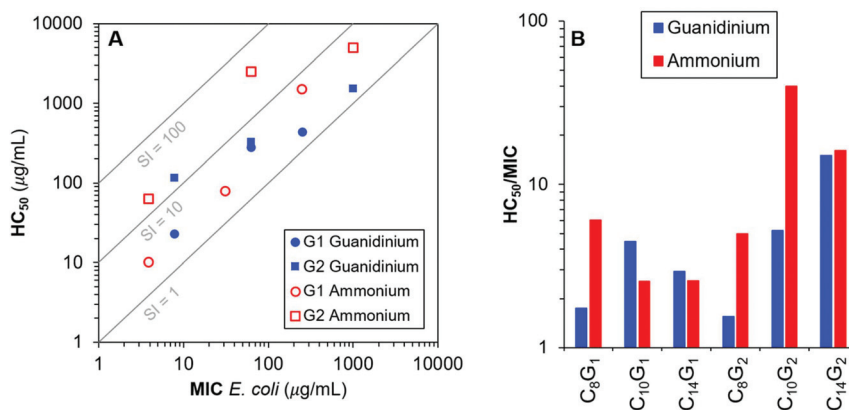 A
HC₅₀ (μg/mL)
10000
1000
100
10
1
SI = 100
SI = 10
SI = 1
G1 Guanidinium
G2 Guanidinium
G1 Ammonium
G2 Ammonium
1 10 100 1000 10000
MIC E. coli (μg/mL)
B
HC₅₀/MIC
100
10
1
Guanidinium
Ammonium
C₈G₁ C₁₀G₁ C₁₄G₁ C₈G₂ C₁₀G₂ C₁₄G₂